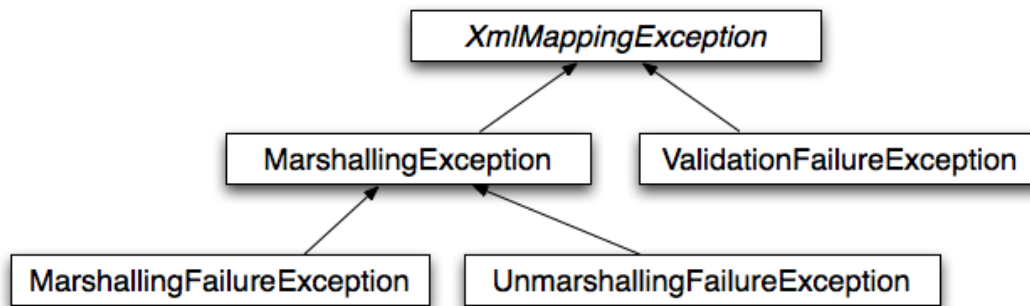 XmlMappingException
MarshallingException
ValidationFailureException
MarshallingFailureException
UnmarshallingFailureException